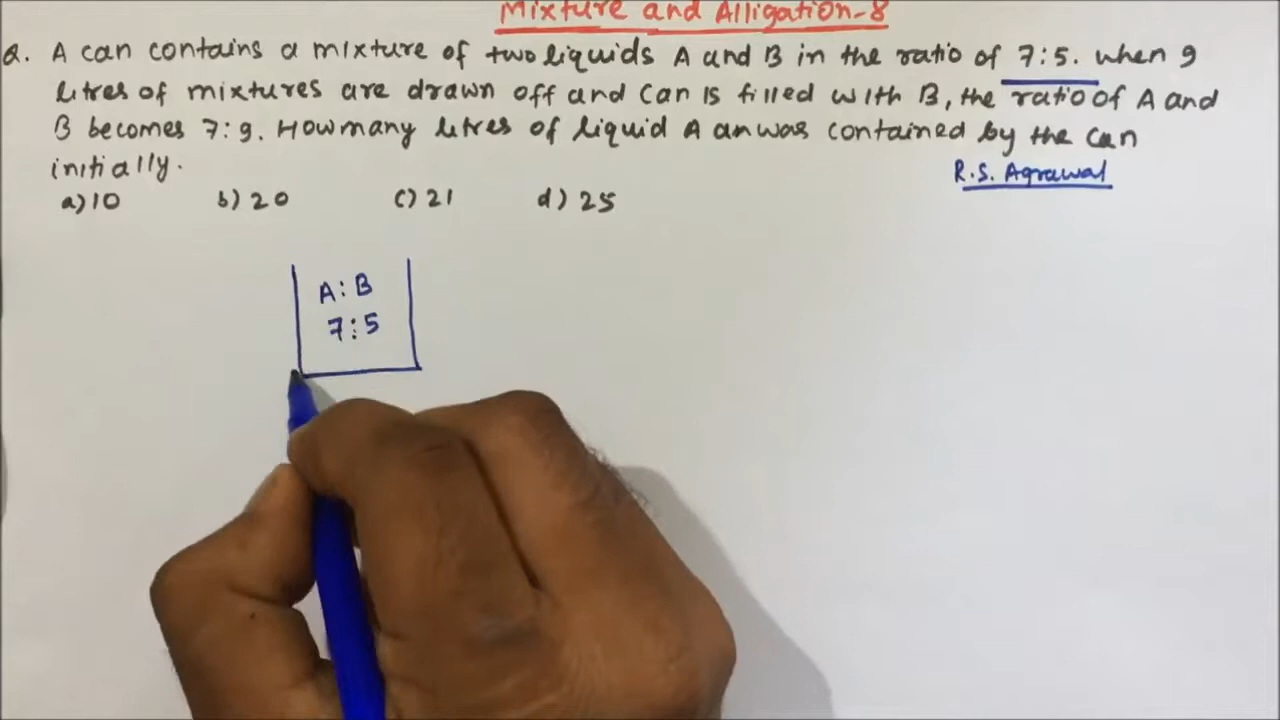 Mixture and Alligation-8
Q. A can contains a mixture of two liquids A and B in the ratio of 7:5. when 9
litres of mixtures are drawn off and can is filled with B, the ratio of A and
B becomes 7:9. How many litres of liquid A an was contained by the can
initially.
R.S. Agrawal
a) 10 b) 20 c) 21 d) 25
A:B
7:5